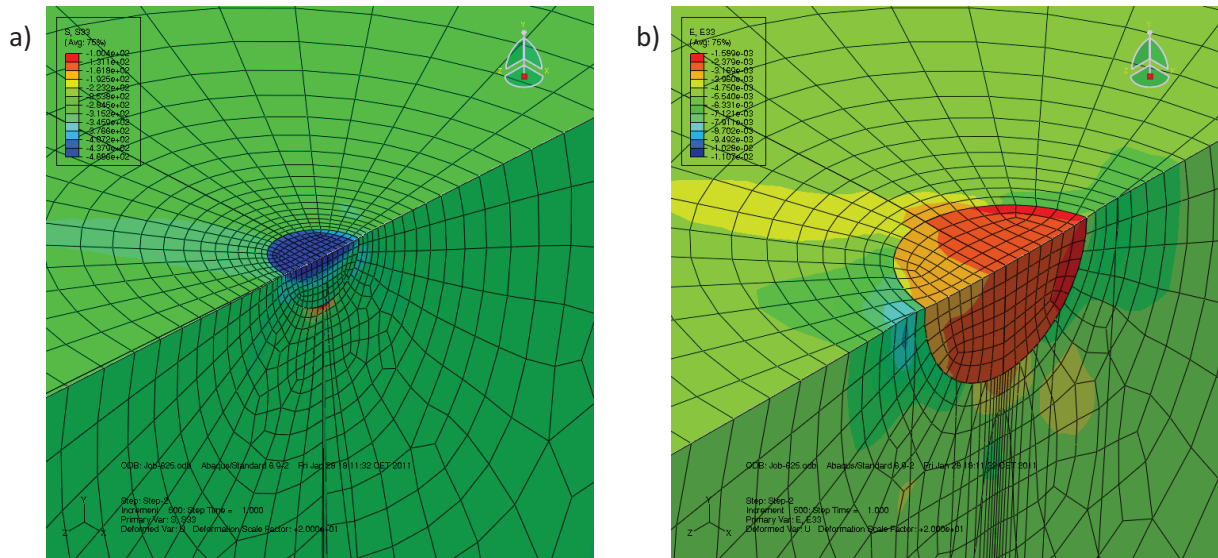 a)
S, S33
(Avg: 75%)
-1.004e+02
-1.311e+02
-1.618e+02
-1.925e+02
-2.232e+02
-2.538e+02
-2.845e+02
-3.152e+02
-3.459e+02
-3.766e+02
-4.072e+02
-4.379e+02
-4.686e+02
Y
Z X
ODB: Job-625.odb Abaqus/Standard 6.9-2 Fri Jan 28 19:11:32 CET 2011
Step: Step-2
Increment 500: Step Time = 1.000
Primary Var: S, S33
Deformed Var: U Deformation Scale Factor: +2.000e+01
Y
Z X
b)
E, E33
(Avg: 75%)
-1.589e-03
-2.379e-03
-3.169e-03
-3.960e-03
-4.750e-03
-5.540e-03
-6.331e-03
-7.121e-03
-7.911e-03
-8.702e-03
-9.492e-03
-1.028e-02
-1.107e-02
Y
Z X
ODB: Job-625.odb Abaqus/Standard 6.9-2 Fri Jan 28 19:11:32 CET 2011
Step: Step-2
Increment 500: Step Time = 1.000
Primary Var: E, E33
Deformed Var: U Deformation Scale Factor: +2.000e+01
Y
Z X